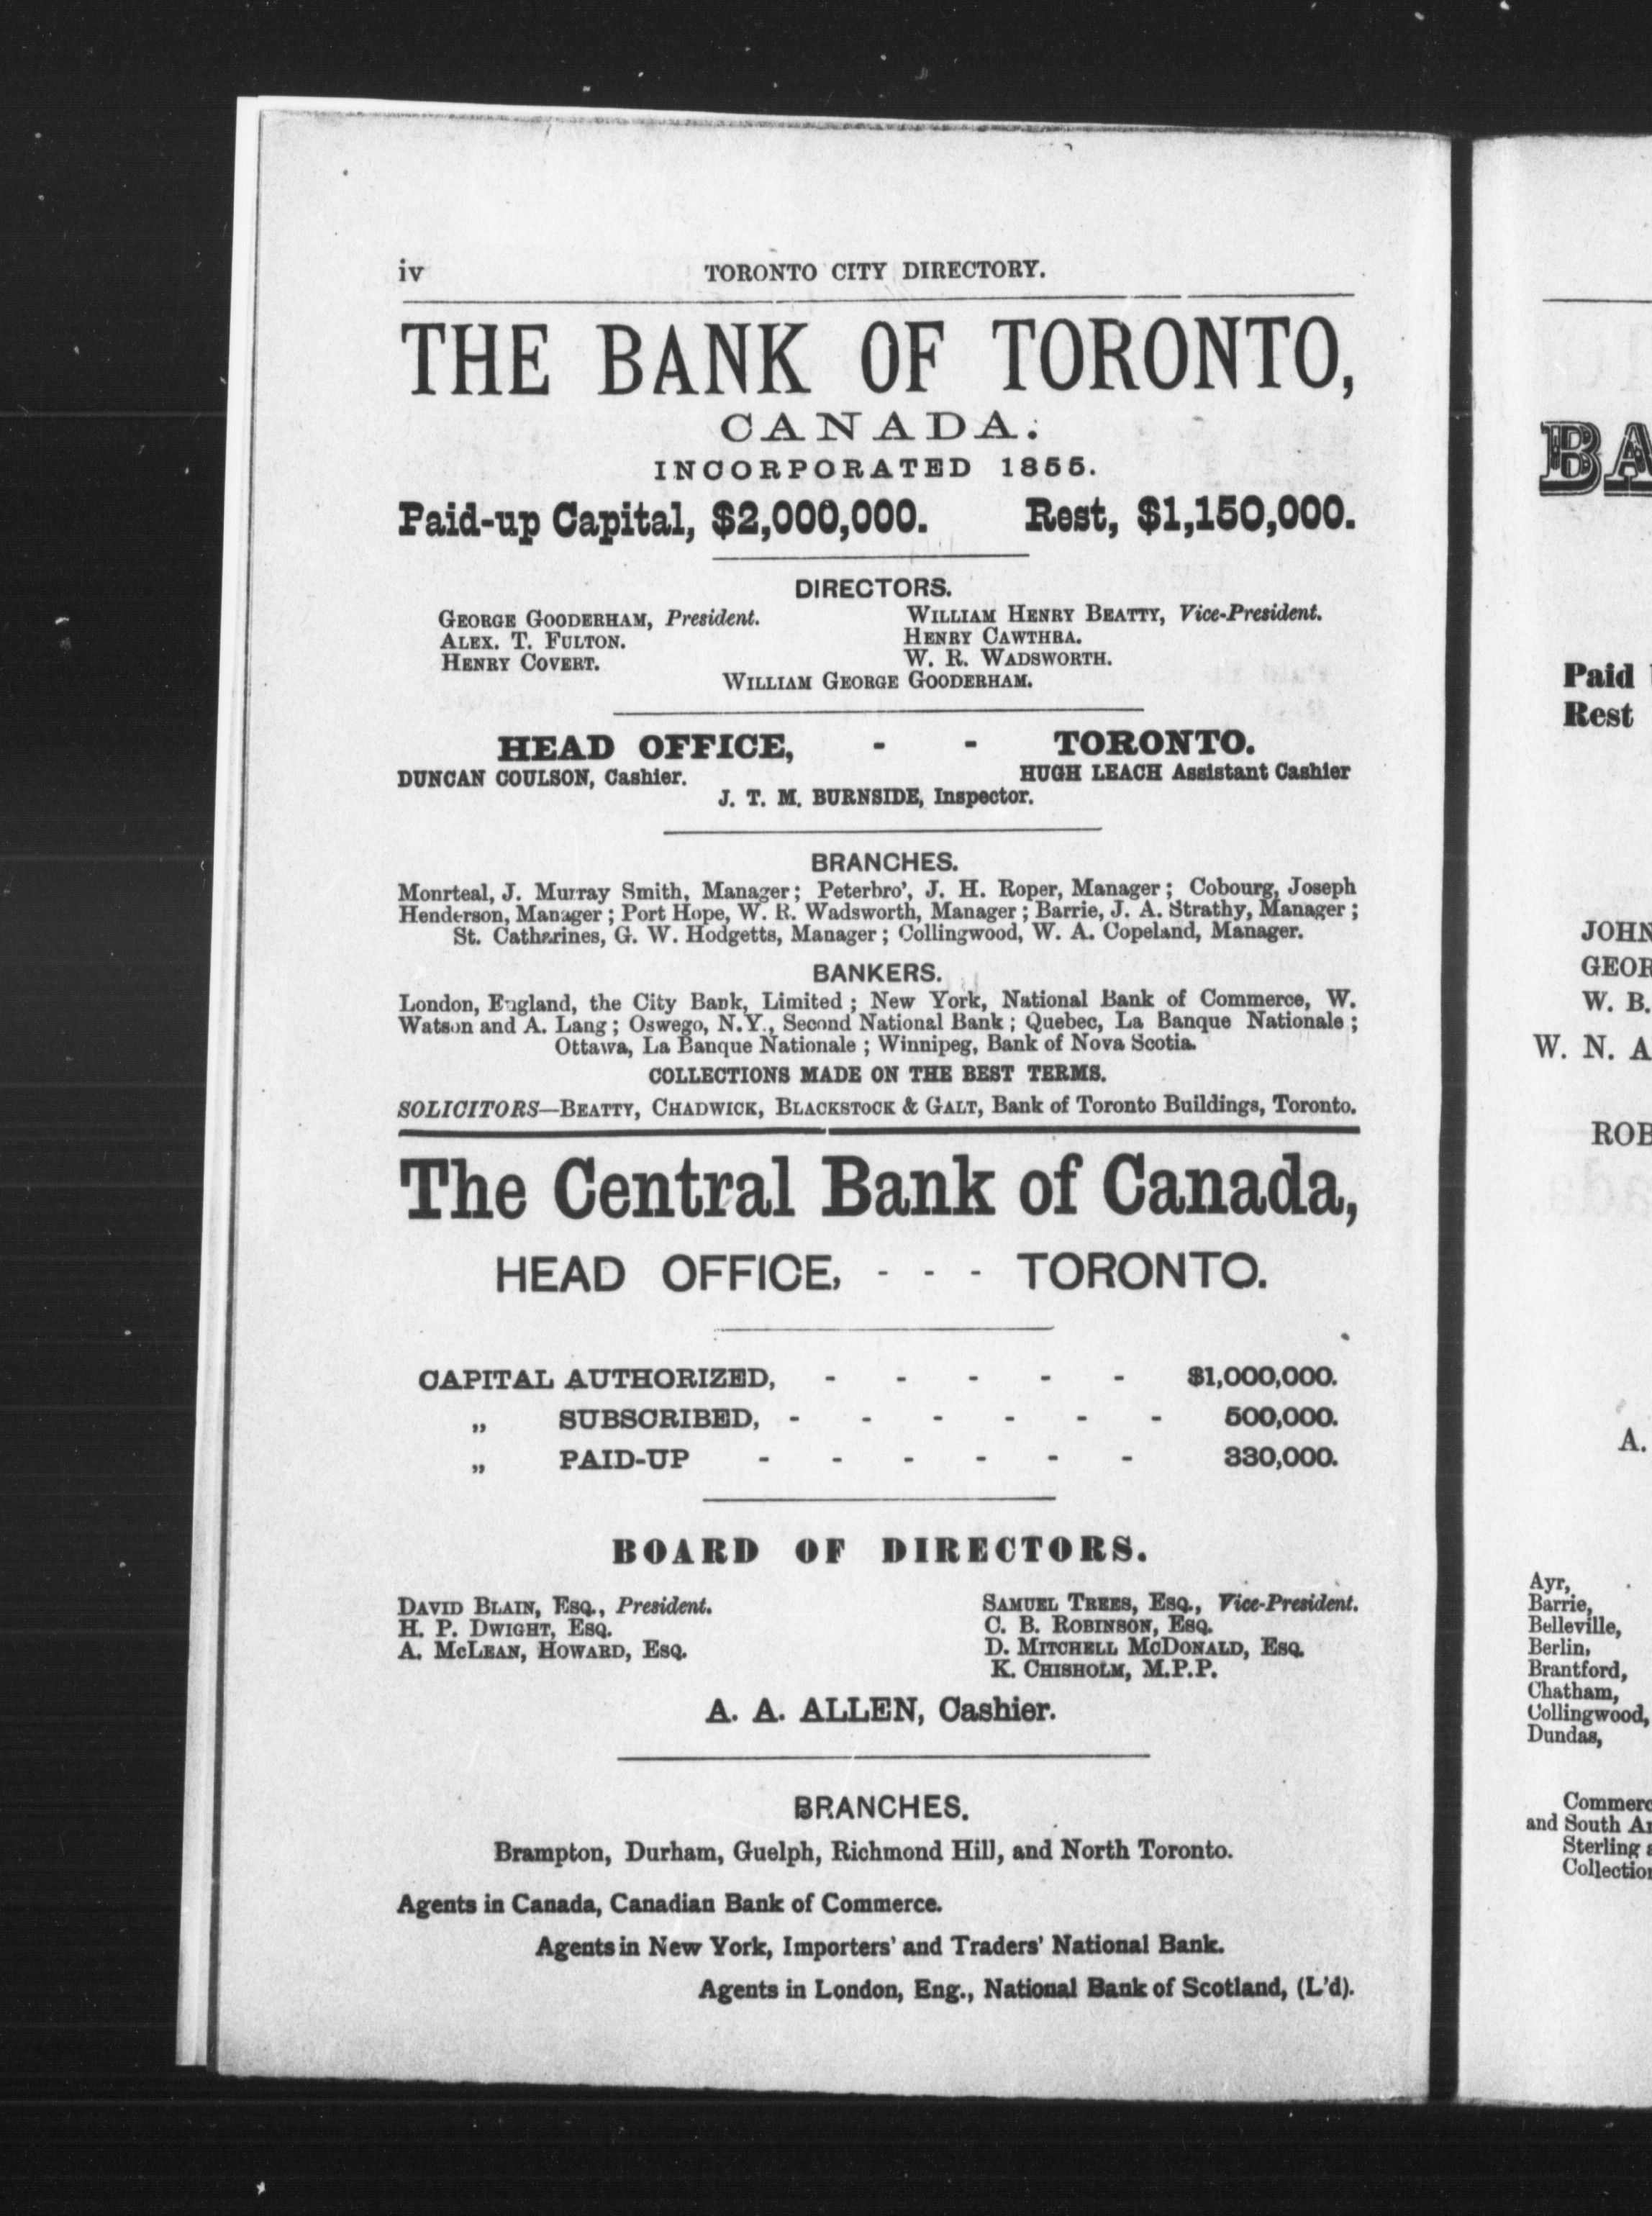 iv TORONTO CITY DIRECTORY.
THE BANK OF TORONTO,
CANADA.
INCORPORATED 1855.
Paid-up Capital, $2,000,000. Rest, $1,150,000.
DIRECTORS.
GEORGE GOODERHAM, President. WILLIAM HENRY BEATTY, Vice-President.
ALEX. T. FULTON. HENRY CAWTHRA.
HENRY COVERT. W. R. WADSWORTH.
WILLIAM GEORGE GOODERHAM.
HEAD OFFICE, - - TORONTO.
DUNCAN COULSON, Cashier. HUGH LEACH Assistant Cashier
J. T. M. BURNSIDE, Inspector.
BRANCHES.
Monrteal, J. Murray Smith, Manager; Peterbro', J. H. Roper, Manager; Cobourg, Joseph
Henderson, Manager; Port Hope, W. R. Wadsworth, Manager; Barrie, J. A. Strathy, Manager;
St. Catharines, G. W. Hodgetts, Manager; Collingwood, W. A. Copeland, Manager.
BANKERS.
London, England, the City Bank, Limited; New York, National Bank of Commerce, W.
Watson and A. Lang; Oswego, N.Y., Second National Bank; Quebec, La Banque Nationale;
Ottawa, La Banque Nationale; Winnipeg, Bank of Nova Scotia.
COLLECTIONS MADE ON THE BEST TERMS.
SOLICITORS—BEATTY, CHADWICK, BLACKSTOCK & GALT, Bank of Toronto Buildings, Toronto.
The Central Bank of Canada,
HEAD OFFICE, - - - TORONTO.
CAPITAL AUTHORIZED, - - - - - $1,000,000.
„ SUBSCRIBED, - - - - - - 500,000.
„ PAID-UP - - - - - - 330,000.
BOARD OF DIRECTORS.
DAVID BLAIN, ESQ., President. SAMUEL TREES, ESQ., Vice-President.
H. P. DWIGHT, ESQ. C. B. ROBINSON, ESQ.
A. MCLEAN, HOWARD, ESQ. D. MITCHELL MCDONALD, ESQ.
K. CHISHOLM, M.P.P.
A. A. ALLEN, Cashier.
BRANCHES.
Brampton, Durham, Guelph, Richmond Hill, and North Toronto.
Agents in Canada, Canadian Bank of Commerce.
Agents in New York, Importers' and Traders' National Bank.
Agents in London, Eng., National Bank of Scotland, (L'd).
BA
Paid
Rest
JOHN
GEOR
W. B.
W. N. A
ROB
A.
Ayr,
Barrie,
Belleville,
Berlin,
Brantford,
Chatham,
Collingwood,
Dundas,
Commerc
and South Am
Sterling
Collection